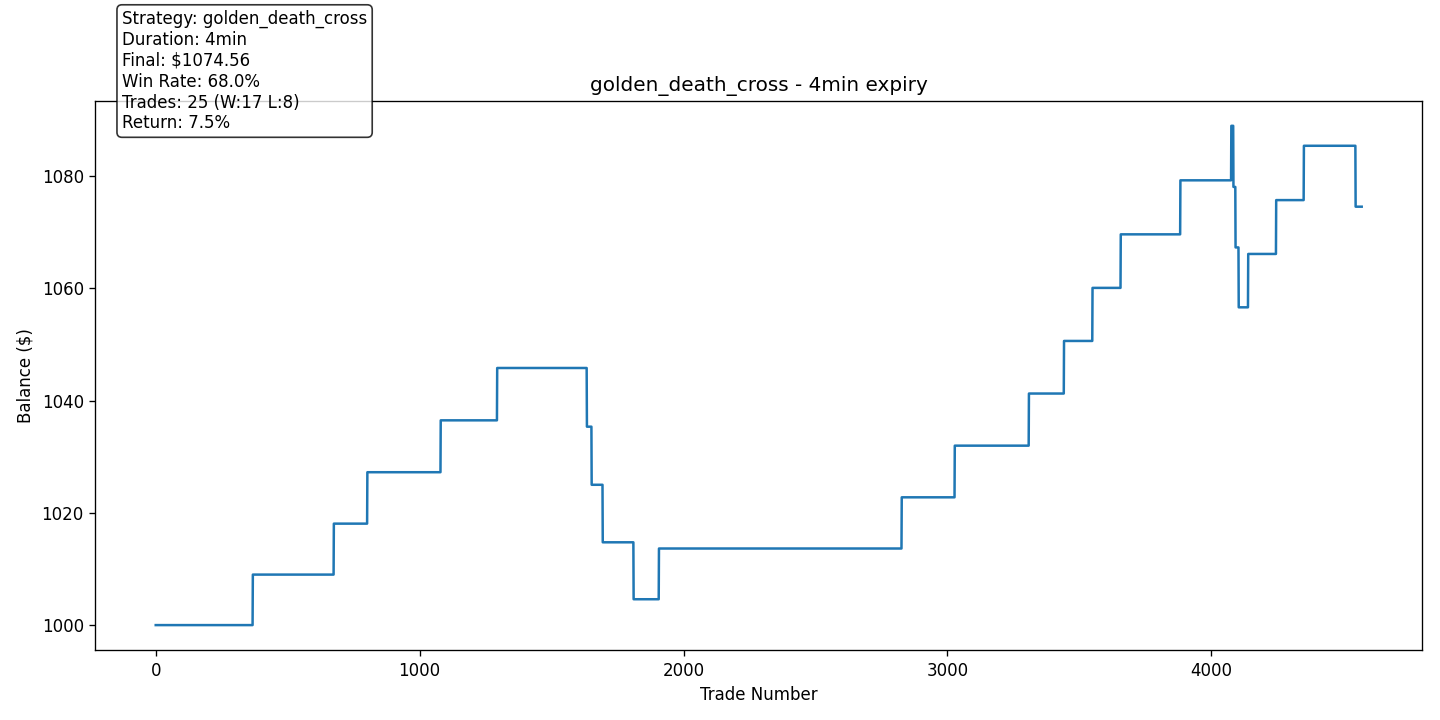 Strategy: golden_death_cross
Duration: 4min
Final: $1074.56
Win Rate: 68.0%
Trades: 25 (W:17 L:8)
Return: 7.5%
golden_death_cross - 4min expiry
Balance ($)
1080
1060
1040
1020
1000
0 1000 2000 3000 4000
Trade Number